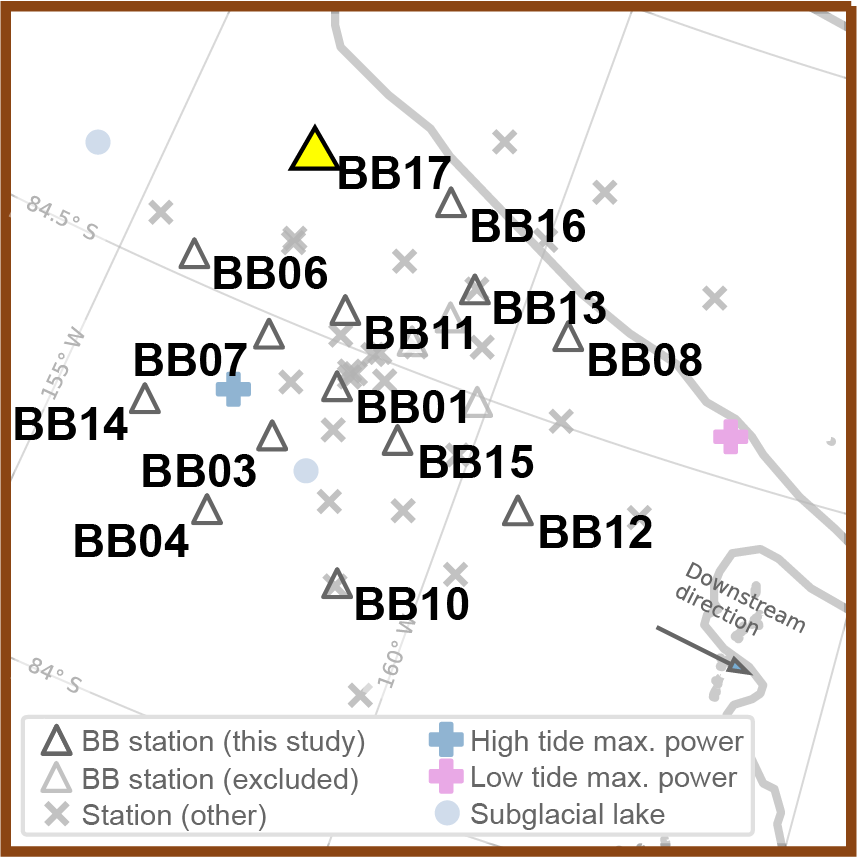 BB17
84.5° S
BB16
BB06
BB13
BB11
BB07
BB08
155° W
BB01
BB14
BB15
BB03
BB12
BB04
Downstream
direction
BB10
160° W
84° S
BB station (this study)
BB station (excluded)
Station (other)
High tide max. power
Low tide max. power
Subglacial lake